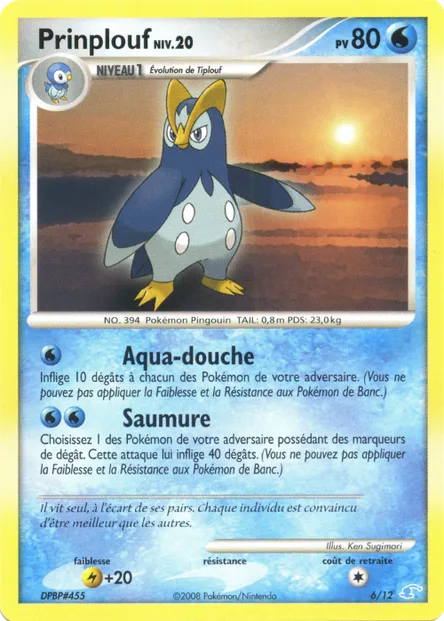 Prinplouf NIV.20
PV 80
NIVEAU 1 Évolution de Tiplouf
NO. 394 Pokémon Pingouin TAIL: 0,8m PDS: 23,0kg
Aqua-douche
Inflige 10 dégâts à chacun des Pokémon de votre adversaire. (Vous ne
pouvez pas appliquer la Faiblesse et la Résistance aux Pokémon de Banc.)
Saumure
Choisissez 1 des Pokémon de votre adversaire possédant des marqueurs
de dégât. Cette attaque lui inflige 40 dégâts. (Vous ne pouvez pas appliquer
la Faiblesse et la Résistance aux Pokémon de Banc.)
Il vit seul, à l'écart de ses pairs. chaque individu est convaincu
d'être meilleur que les autres.
Illus. Ken Sugimori
faiblesse résistance coût de retraite
+20
DPBP#455 ©2008 Pokémon/Nintendo 6/12